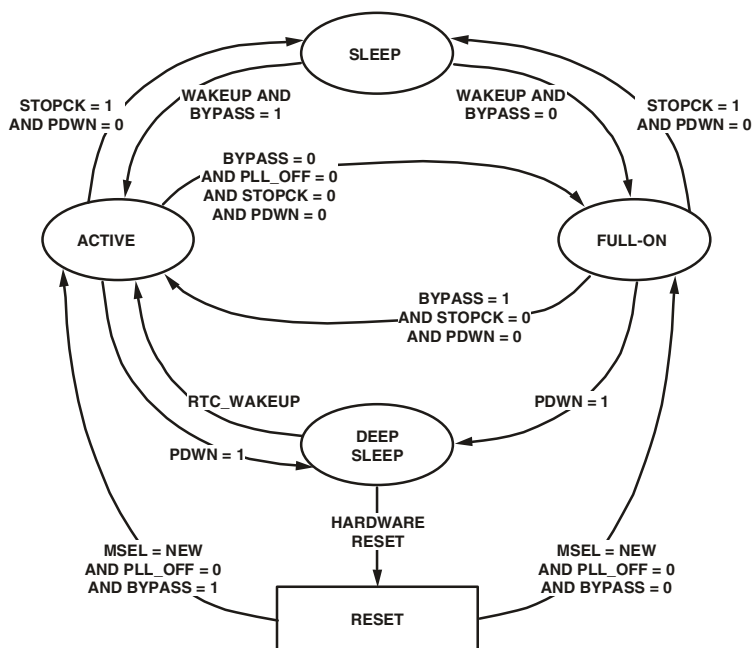 SLEEP
STOPCK = 1
AND PDWN = 0
WAKEUP AND
BYPASS = 1
WAKEUP AND
BYPASS = 0
STOPCK = 1
AND PDWN = 0
BYPASS = 0
AND PLL_OFF = 0
AND STOPCK = 0
AND PDWN = 0
ACTIVE
FULL-ON
BYPASS = 1
AND STOPCK = 0
AND PDWN = 0
RTC_WAKEUP
PDWN = 1
DEEP
SLEEP
PDWN = 1
HARDWARE
RESET
MSEL = NEW
AND PLL_OFF = 0
AND BYPASS = 1
MSEL = NEW
AND PLL_OFF = 0
AND BYPASS = 0
RESET